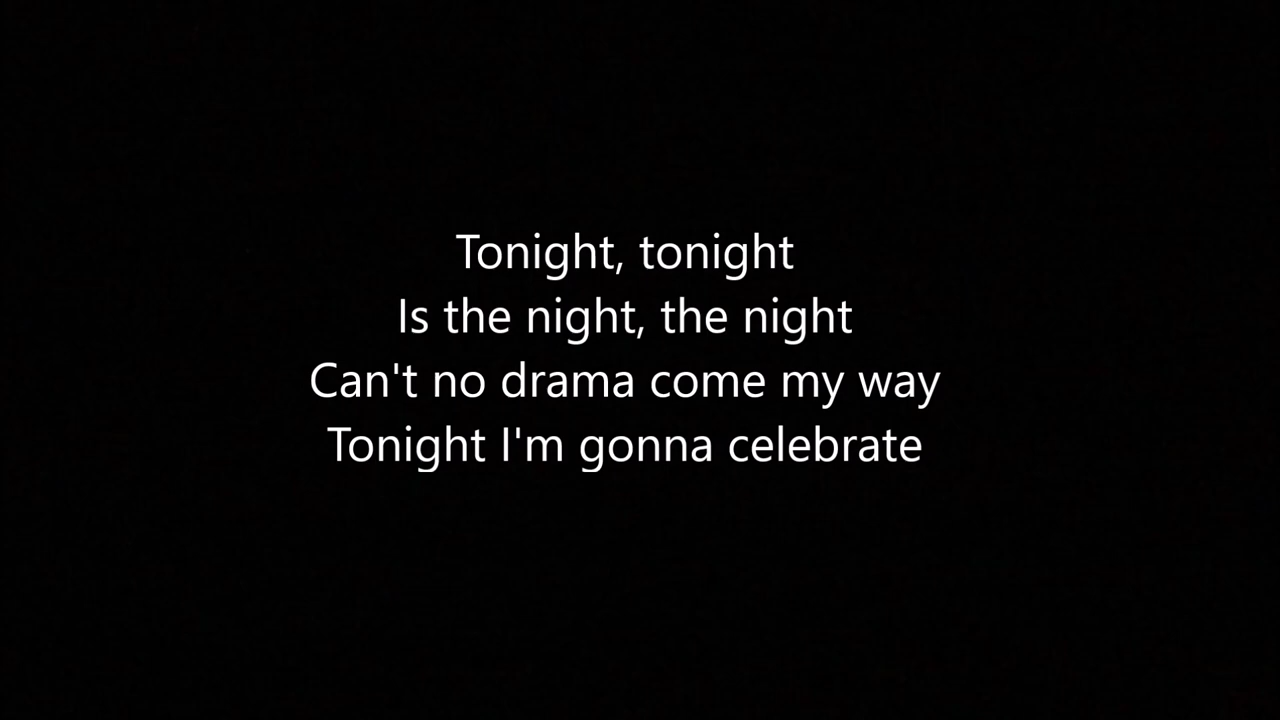 Tonight, tonight
Is the night, the night
Can't no drama come my way
Tonight I'm gonna celebrate